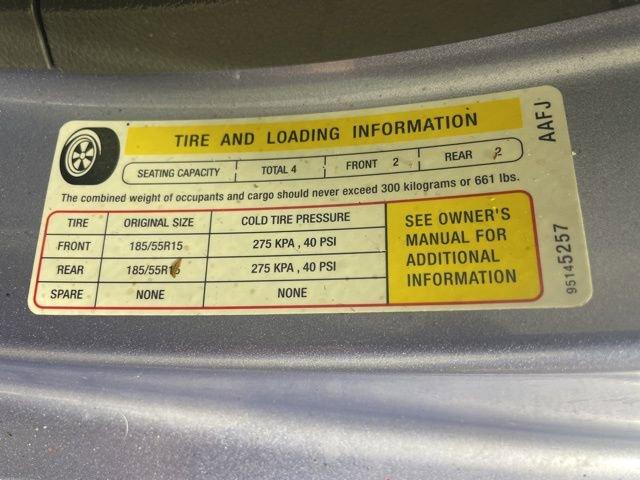 TIRE AND LOADING INFORMATION
SEATING CAPACITY TOTAL 4 FRONT 2 REAR 2
The combined weight of occupants and cargo should never exceed 300 kilograms or 661 lbs.
TIRE ORIGINAL SIZE COLD TIRE PRESSURE
FRONT 185/55R15 275 KPA , 40 PSI
REAR 185/55R15 275 KPA , 40 PSI
SPARE NONE NONE
SEE OWNER'S
MANUAL FOR
ADDITIONAL
INFORMATION
95145257
AAFJ